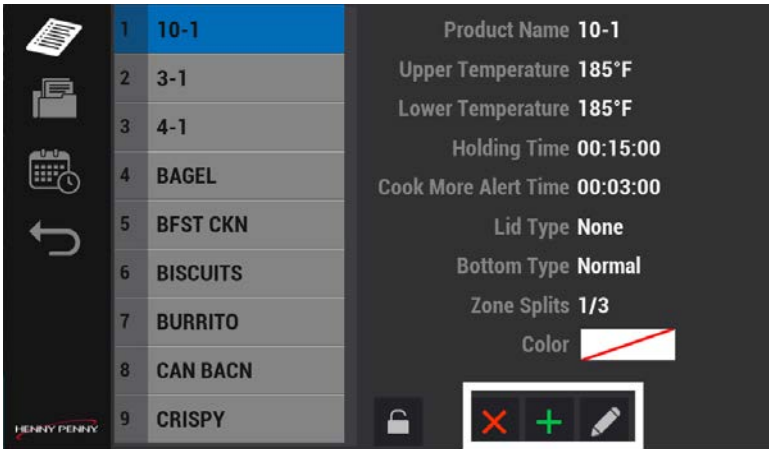 1 10-1
2 3-1
3 4-1
4 BAGEL
5 BFST CKN
6 BISCUITS
7 BURRITO
8 CAN BACN
9 CRISPY
Product Name 10-1
Upper Temperature 185°F
Lower Temperature 185°F
Holding Time 00:15:00
Cook More Alert Time 00:03:00
Lid Type None
Bottom Type Normal
Zone Splits 1/3
Color
HENNY PENNY